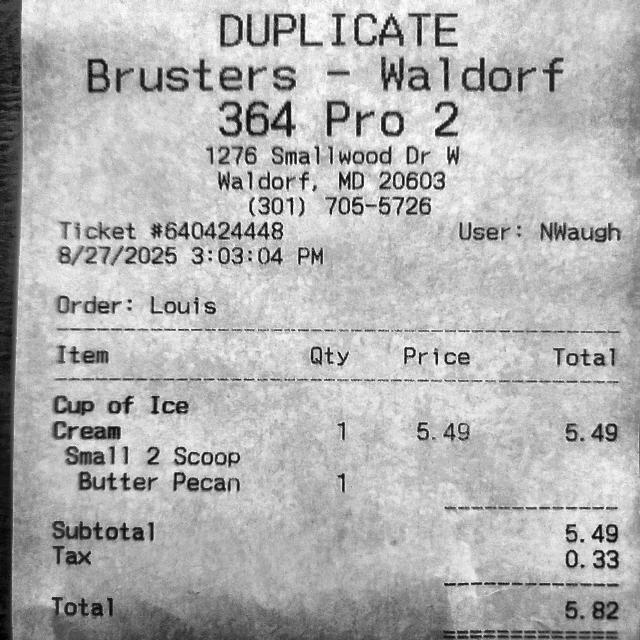 DUPLICATE
Brusters - Waldorf
364 Pro 2
1276 Smallwood Dr W
Waldorf, MD 20603
(301) 705-5726
Ticket #640424448 User: NWaugh
8/27/2025 3:03:04 PM
Order: Louis
Item Qty Price Total
Cup of Ice
Cream 1 5.49 5.49
Small 2 Scoop
Butter Pecan 1
Subtotal 5.49
Tax 0.33
Total 5.82